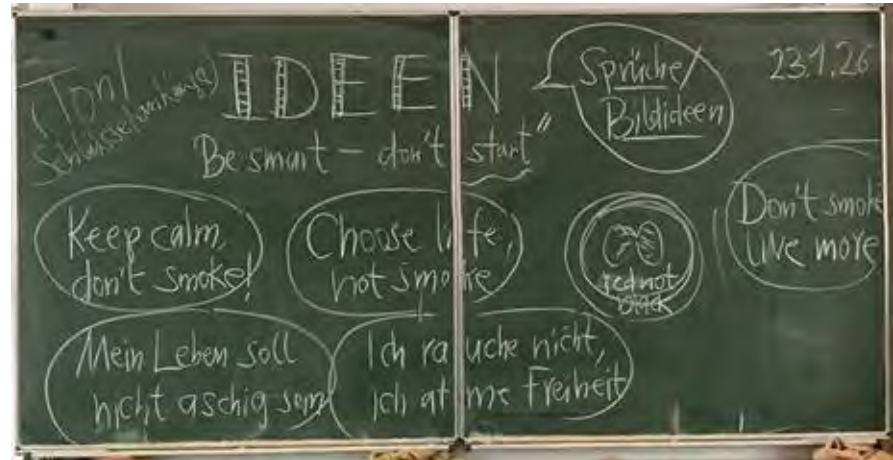 (Ton/
Schlüsselanhänger)
IDEEN
Sprüche/
Bildideen
23.1.26
"Be smart – don't start"
Keep calm,
don't smoke!
Choose life,
not smoke
red not
black
Don't smoke
live more
Mein Leben soll
nicht aschig sein
Ich rauche nicht,
ich atme Freiheit